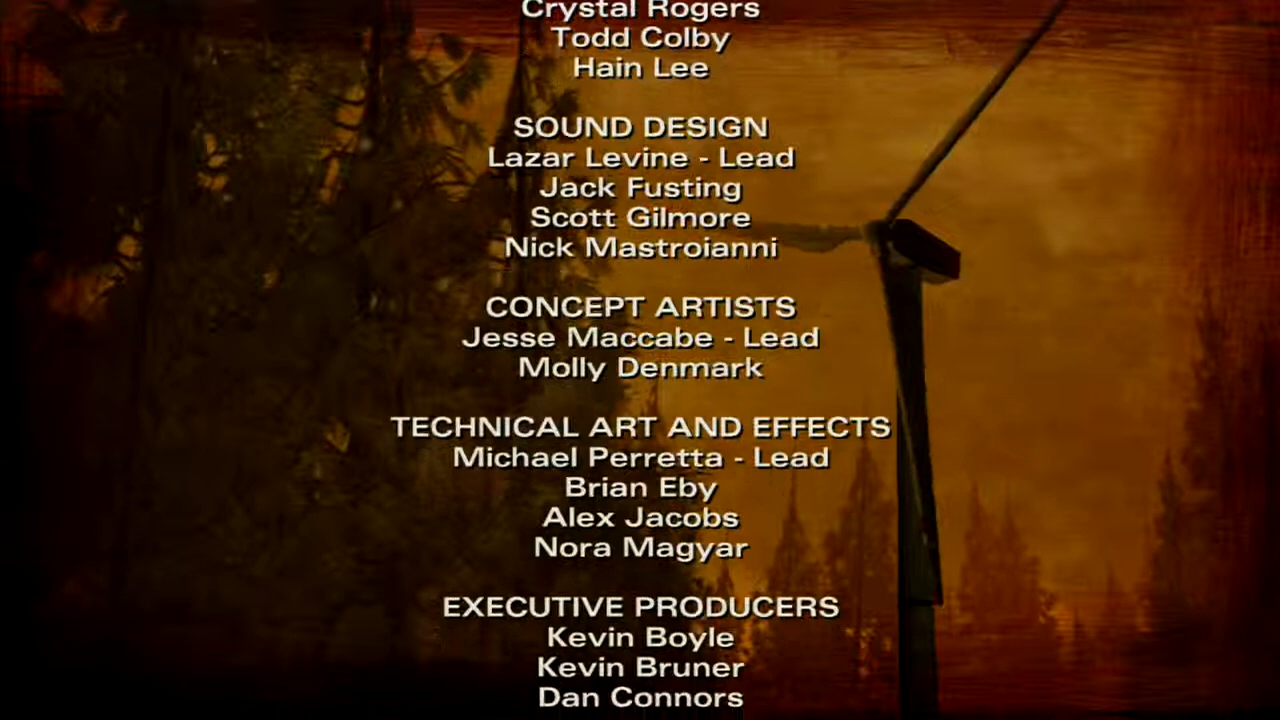 Crystal Rogers
Todd Colby
Hain Lee
SOUND DESIGN
Lazar Levine - Lead
Jack Fusting
Scott Gilmore
Nick Mastroianni
CONCEPT ARTISTS
Jesse Maccabe - Lead
Molly Denmark
TECHNICAL ART AND EFFECTS
Michael Perretta - Lead
Brian Eby
Alex Jacobs
Nora Magyar
EXECUTIVE PRODUCERS
Kevin Boyle
Kevin Bruner
Dan Connors